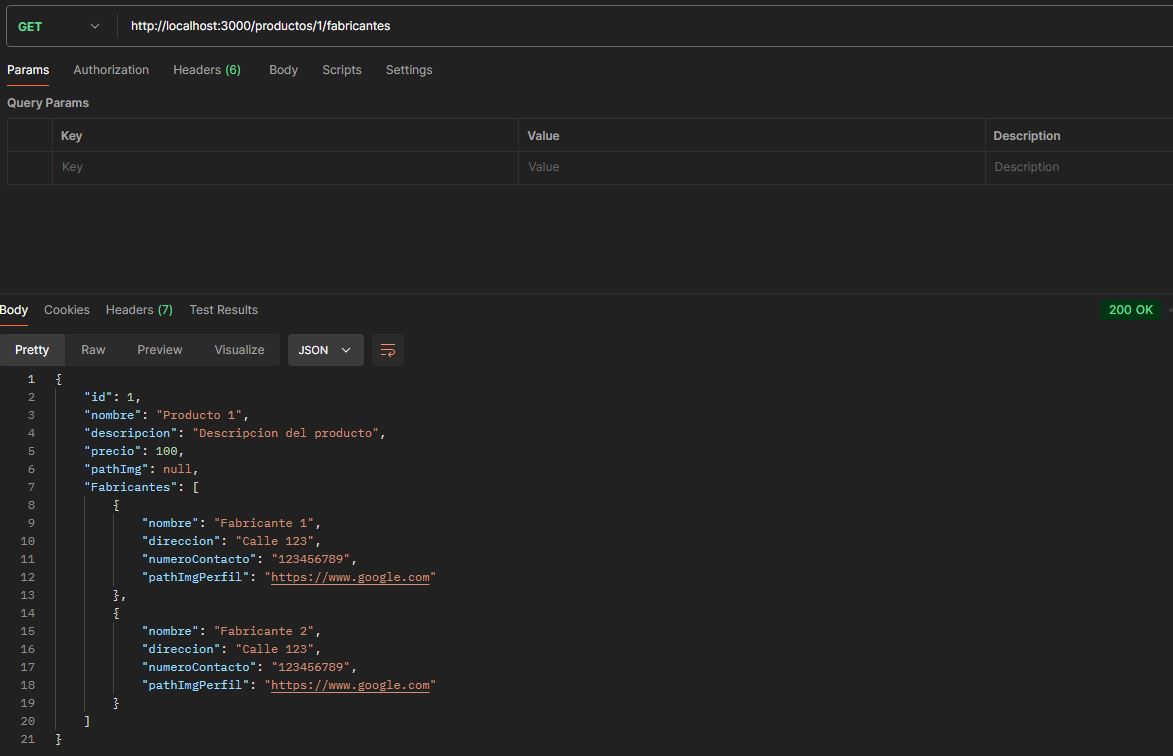 GET http://localhost:3000/productos/1/fabricantes
Params Authorization Headers (6) Body Scripts Settings
Query Params
Key Value Description
Key Value Description
Body Cookies Headers (7) Test Results 200 OK
Pretty Raw Preview Visualize JSON
1 {
2 "id": 1,
3 "nombre": "Producto 1",
4 "descripcion": "Descripcion del producto",
5 "precio": 100,
6 "pathImg": null,
7 "Fabricantes": [
8 {
9 "nombre": "Fabricante 1",
10 "direccion": "Calle 123",
11 "numeroContacto": "123456789",
12 "pathImgPerfil": "https://www.google.com"
13 },
14 {
15 "nombre": "Fabricante 2",
16 "direccion": "Calle 123",
17 "numeroContacto": "123456789",
18 "pathImgPerfil": "https://www.google.com"
19 }
20 ]
21 }